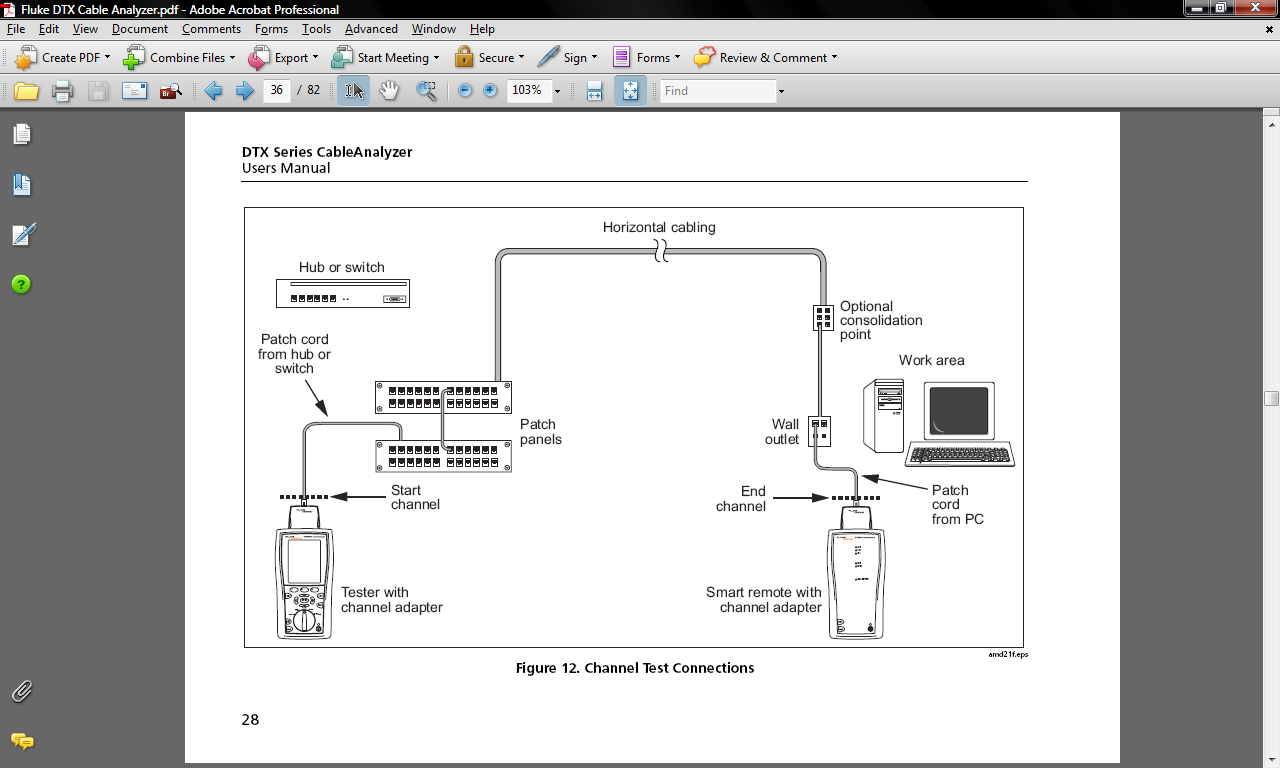 Fluke DTX Cable Analyzer.pdf - Adobe Acrobat Professional
File Edit View Document Comments Forms Tools Advanced Window Help
Create PDF Combine Files Export Start Meeting Secure Sign Forms Review & Comment
36 / 82 103% Find
DTX Series CableAnalyzer
Users Manual
Horizontal cabling
Hub or switch
Optional
consolidation
point
Patch cord
from hub or
switch
Work area
Patch
panels
Wall
outlet
Start
channel
End
channel
Patch
cord
from PC
Tester with
channel adapter
Smart remote with
channel adapter
amd21f.eps
Figure 12. Channel Test Connections
28